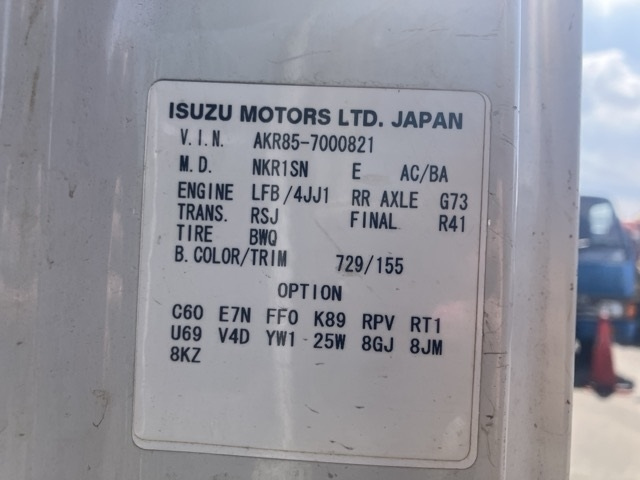 ISUZU MOTORS LTD. JAPAN
V.I.N. AKR85-7000821
M.D. NKR1SN E AC/BA
ENGINE LFB/4JJ1 RR AXLE G73
TRANS. RSJ FINAL R41
TIRE BWQ
B.COLOR/TRIM 729/155
OPTION
C60 E7N FF0 K89 RPV RT1
U69 V4D YW1 25W 8GJ 8JM
8KZ